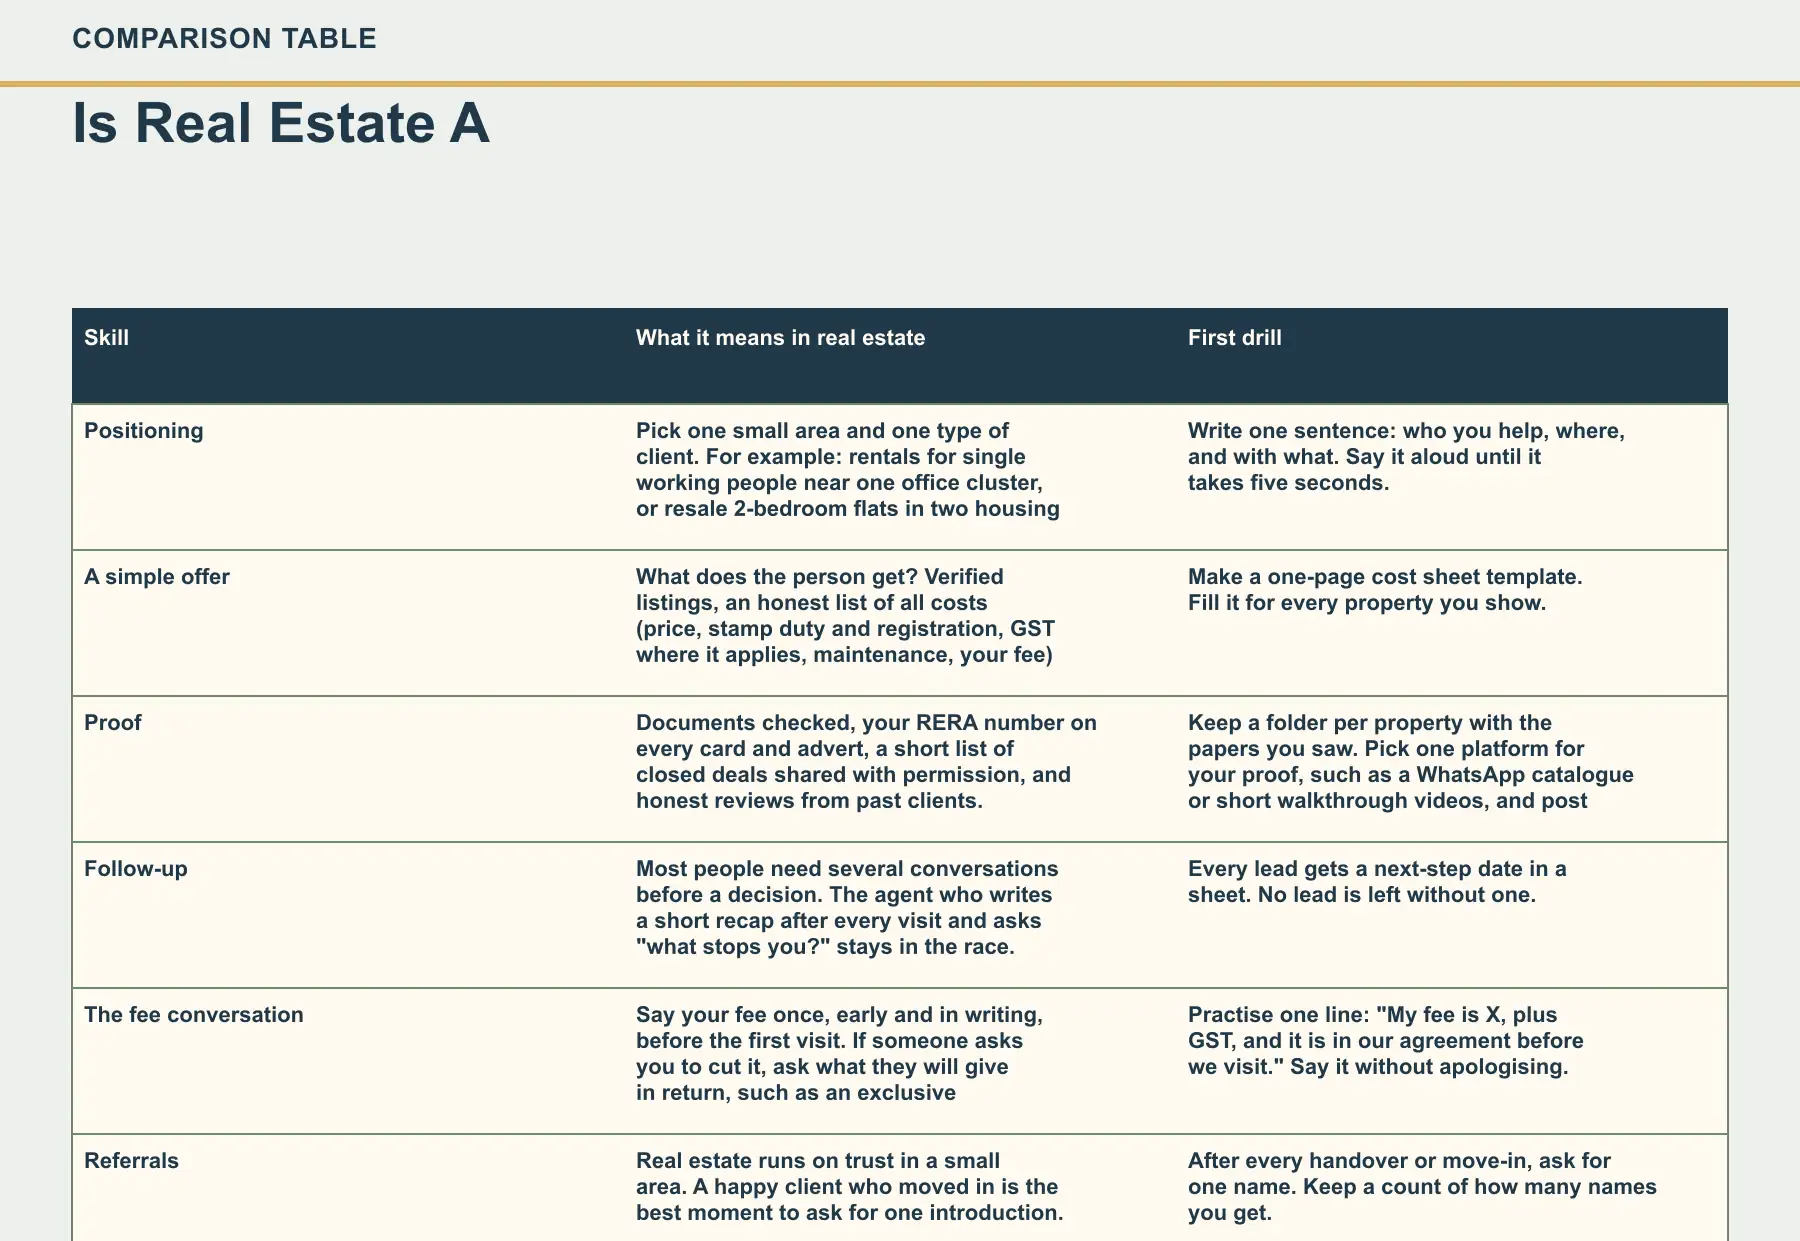 COMPARISON TABLE
Is Real Estate A
Skill
What it means in real estate
First drill
Positioning
Pick one small area and one type of
client. For example: rentals for single
working people near one office cluster,
or resale 2-bedroom flats in two housing
Write one sentence: who you help, where,
and with what. Say it aloud until it
takes five seconds.
A simple offer
What does the person get? Verified
listings, an honest list of all costs
(price, stamp duty and registration, GST
where it applies, maintenance, your fee)
Make a one-page cost sheet template.
Fill it for every property you show.
Proof
Documents checked, your RERA number on
every card and advert, a short list of
closed deals shared with permission, and
honest reviews from past clients.
Keep a folder per property with the
papers you saw. Pick one platform for
your proof, such as a WhatsApp catalogue
or short walkthrough videos, and post
Follow-up
Most people need several conversations
before a decision. The agent who writes
a short recap after every visit and asks
"what stops you?" stays in the race.
Every lead gets a next-step date in a
sheet. No lead is left without one.
The fee conversation
Say your fee once, early and in writing,
before the first visit. If someone asks
you to cut it, ask what they will give
in return, such as an exclusive
Practise one line: "My fee is X, plus
GST, and it is in our agreement before
we visit." Say it without apologising.
Referrals
Real estate runs on trust in a small
area. A happy client who moved in is the
best moment to ask for one introduction.
After every handover or move-in, ask for
one name. Keep a count of how many names
you get.